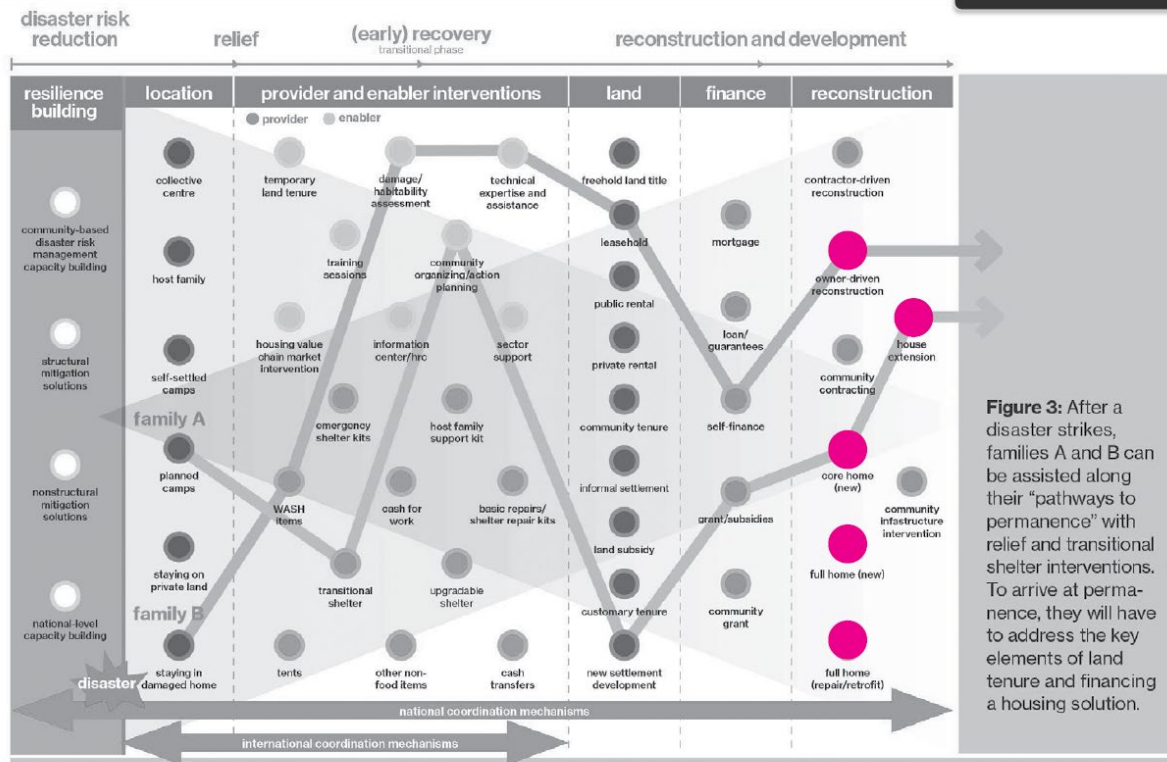 disaster risk
reduction
relief
(early) recovery
transitional phase
reconstruction and development
resilience
building
location
provider and enabler interventions
land
finance
reconstruction
provider
enabler
community-based
disaster risk
management
capacity building
structural
mitigation
solutions
nonstructural
mitigation
solutions
national-level
capacity building
disaster
collective
centre
host family
self-settled
camps
family A
planned
camps
staying on
private land
family B
staying in
damaged home
temporary
land tenure
damage/
habitability
assessment
technical
expertise and
assistance
training
sessions
community
organizing/action
planning
housing value
chain market
intervention
information
center/hrc
sector
support
emergency
shelter kits
host family
support kit
WASH
items
cash for
work
basic repairs/
shelter repair kits
transitional
shelter
upgradable
shelter
tents
other non-
food items
cash
transfers
freehold land title
leasehold
public rental
private rental
community tenure
informal settlement
land subsidy
customary tenure
new settlement
development
mortgage
loan/
guarantees
self-finance
grant/subsidies
community
grant
contractor-driven
reconstruction
owner-driven
reconstruction
house
extension
community
contracting
core home
(new)
community
infastructure
intervention
full home (new)
full home
(repair/retrofit)
national coordination mechanisms
international coordination mechanisms
Figure 3: After a
disaster strikes,
families A and B can
be assisted along
their “pathways to
permanence” with
relief and transitional
shelter interventions.
To arrive at perma-
nence, they will have
to address the key
elements of land
tenure and financing
a housing solution.